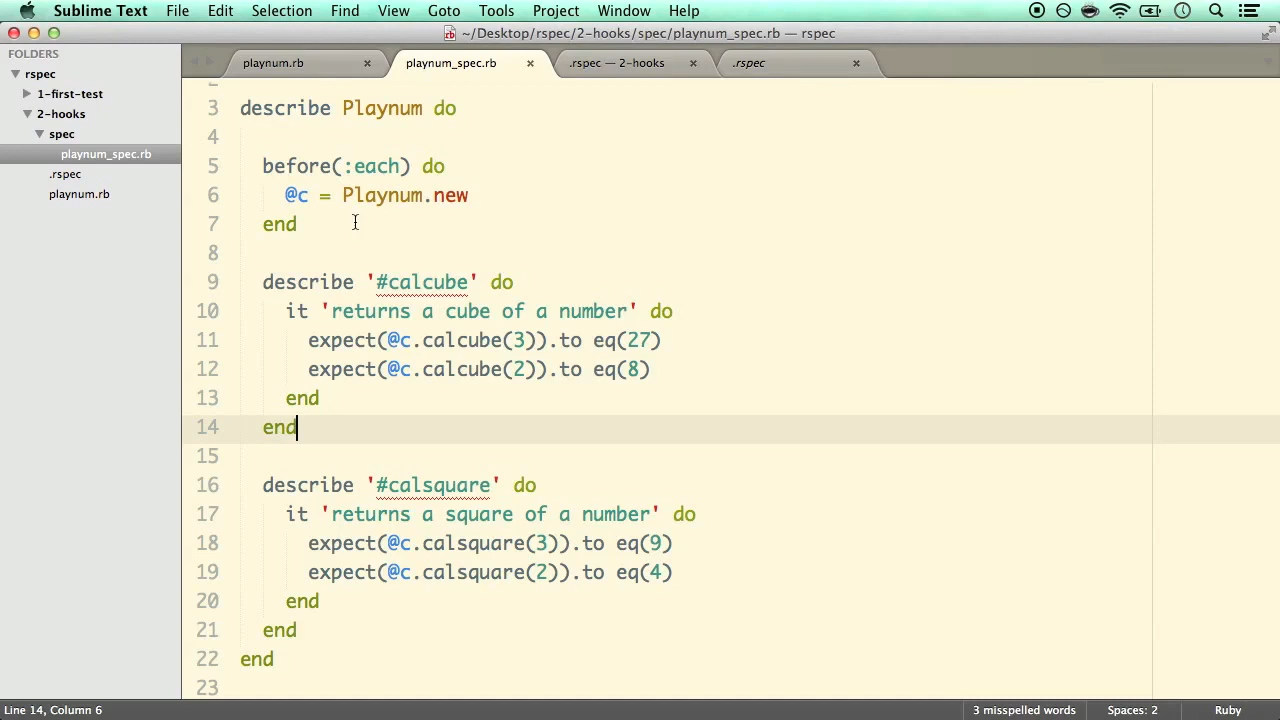 Sublime Text File Edit Selection Find View Goto Tools Project Window Help
~/Desktop/rspec/2-hooks/spec/playnum_spec.rb — rspec
FOLDERS
rspec
1-first-test
2-hooks
spec
playnum_spec.rb
.rspec
playnum.rb
playnum.rb × playnum_spec.rb × .rspec — 2-hooks × .rspec ×
3 describe Playnum do
4
5 before(:each) do
6 @c = Playnum.new
7 end
8
9 describe '#calcube' do
10 it 'returns a cube of a number' do
11 expect(@c.calcube(3)).to eq(27)
12 expect(@c.calcube(2)).to eq(8)
13 end
14 end
15
16 describe '#calsquare' do
17 it 'returns a square of a number' do
18 expect(@c.calsquare(3)).to eq(9)
19 expect(@c.calsquare(2)).to eq(4)
20 end
21 end
22 end
23
Line 14, Column 6 3 misspelled words Spaces: 2 Ruby